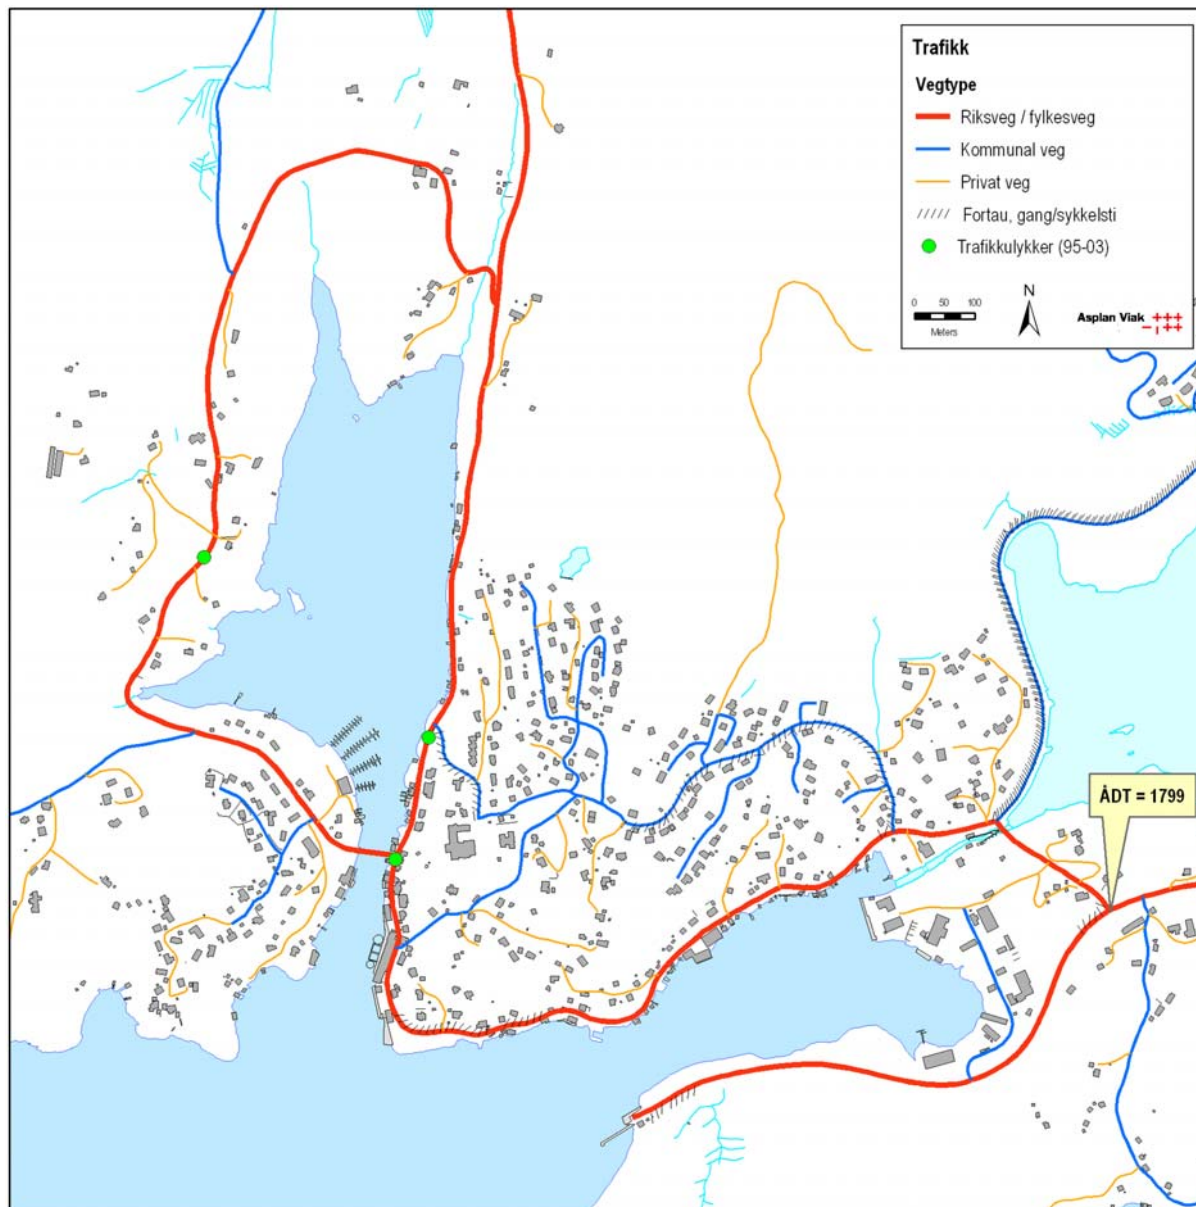 Trafikk
Vegtype
Riksveg / fylkesveg
Kommunal veg
Privat veg
Fortau, gang/sykkelsti
Trafikkulykker (95-03)
N
0 50 100
Meters
Asplan Viak
ÅDT = 1799